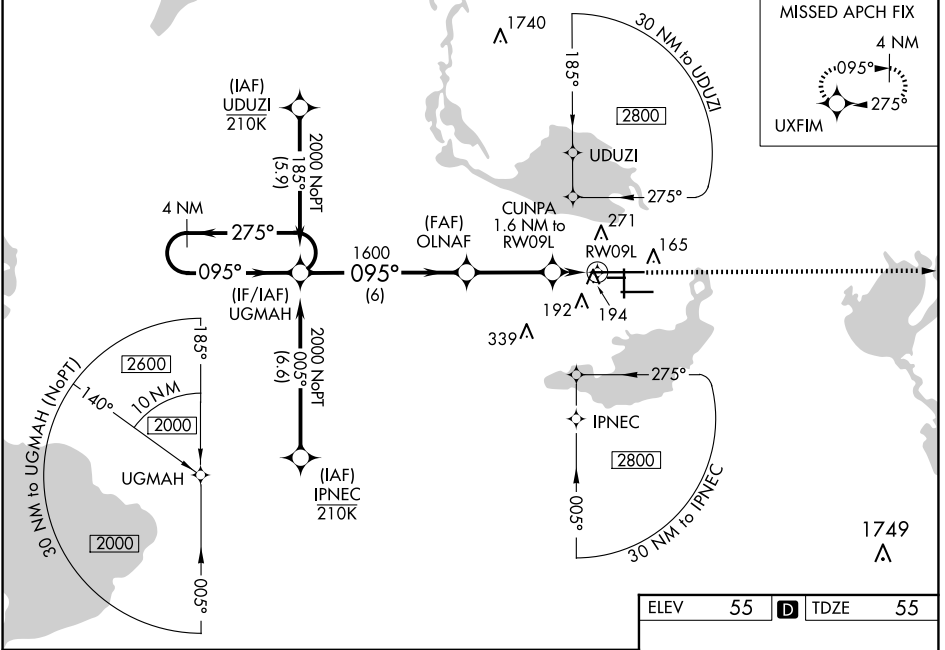 MISSED APCH FIX
4 NM
095°
275°
UXFIM
1740
30 NM to UDUZI
185°
2800
UDUZI
275°
(IAF)
UDUZI
210K
2000 NoPT
185°
(5.9)
4 NM
275°
095°
(IF/IAF)
UGMAH
1600
095°
(6)
(FAF)
OLNAF
CUNPA
1.6 NM to
RW09L
271
RW09L
165
192
194
339
2000 NoPT
005°
(6.6)
(IAF)
IPNEC
210K
30 NM to UGMAH (NoPT)
185°
2600
10 NM
140°
2000
UGMAH
2000
005°
275°
IPNEC
2800
005°
30 NM to IPNEC
1749
ELEV 55 D TDZE 55